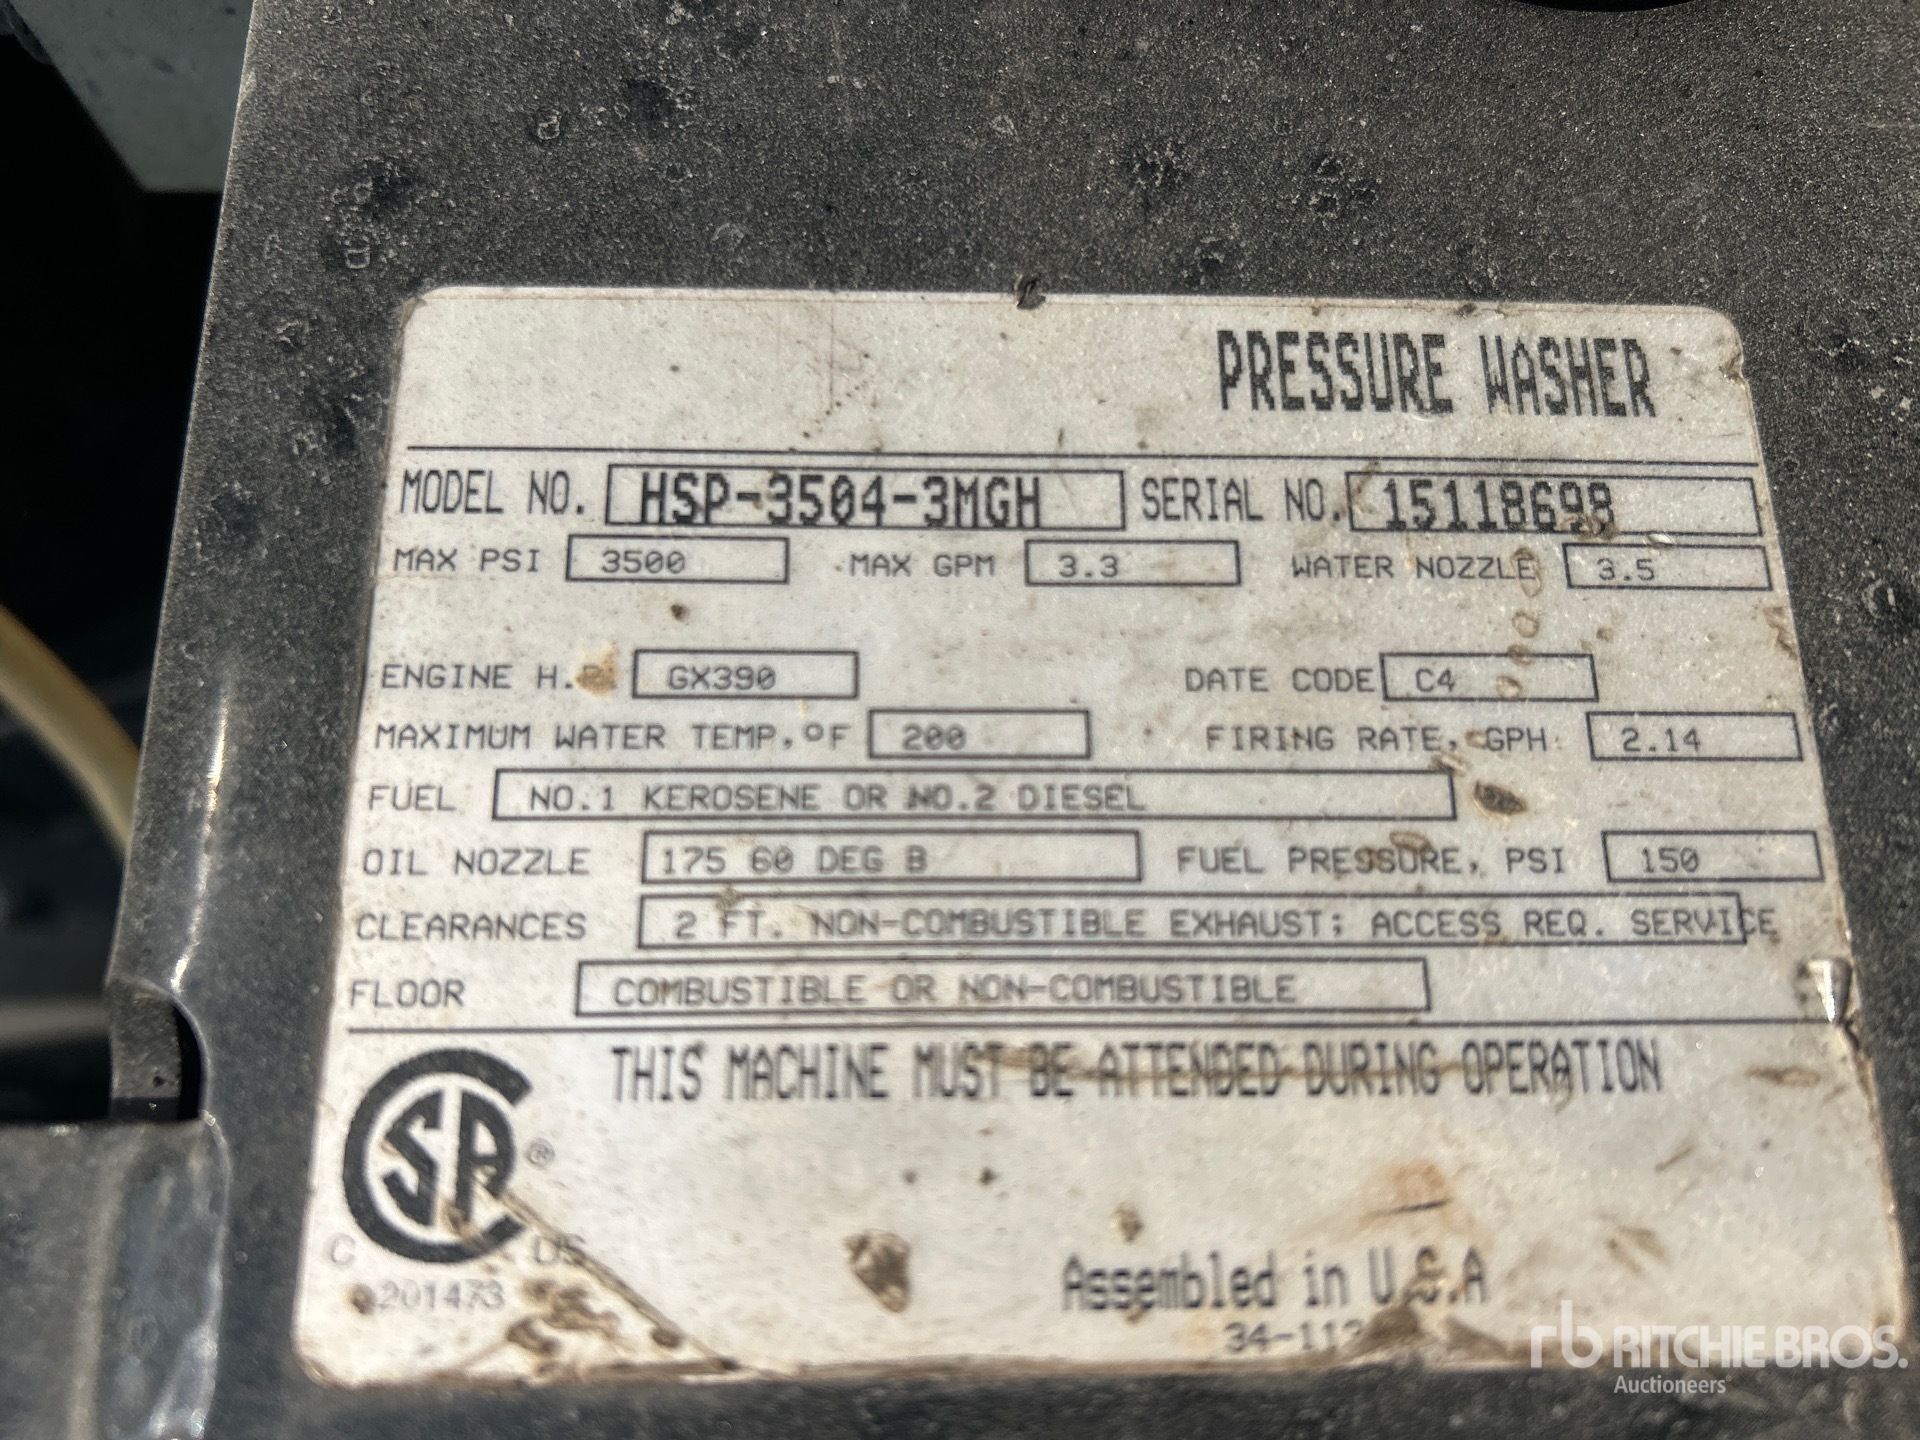 PRESSURE WASHER
MODEL NO. HSP-3504-3MGH SERIAL NO. 15118698
MAX PSI 3500 MAX GPM 3.3 WATER NOZZLE 3.5
ENGINE H.P. GX390 DATE CODE C4
MAXIMUM WATER TEMP, °F 200 FIRING RATE, GPH 2.14
FUEL NO.1 KEROSENE OR NO.2 DIESEL
OIL NOZZLE 175 60 DEG B FUEL PRESSURE, PSI 150
CLEARANCES 2 FT. NON-COMBUSTIBLE EXHAUST; ACCESS REQ. SERVICE
FLOOR COMBUSTIBLE OR NON-COMBUSTIBLE
THIS MACHINE MUST BE ATTENDED DURING OPERATION
CSA ®
C US
201473
Assembled in U.S.A
rb RITCHIE BROS.
Auctioneers